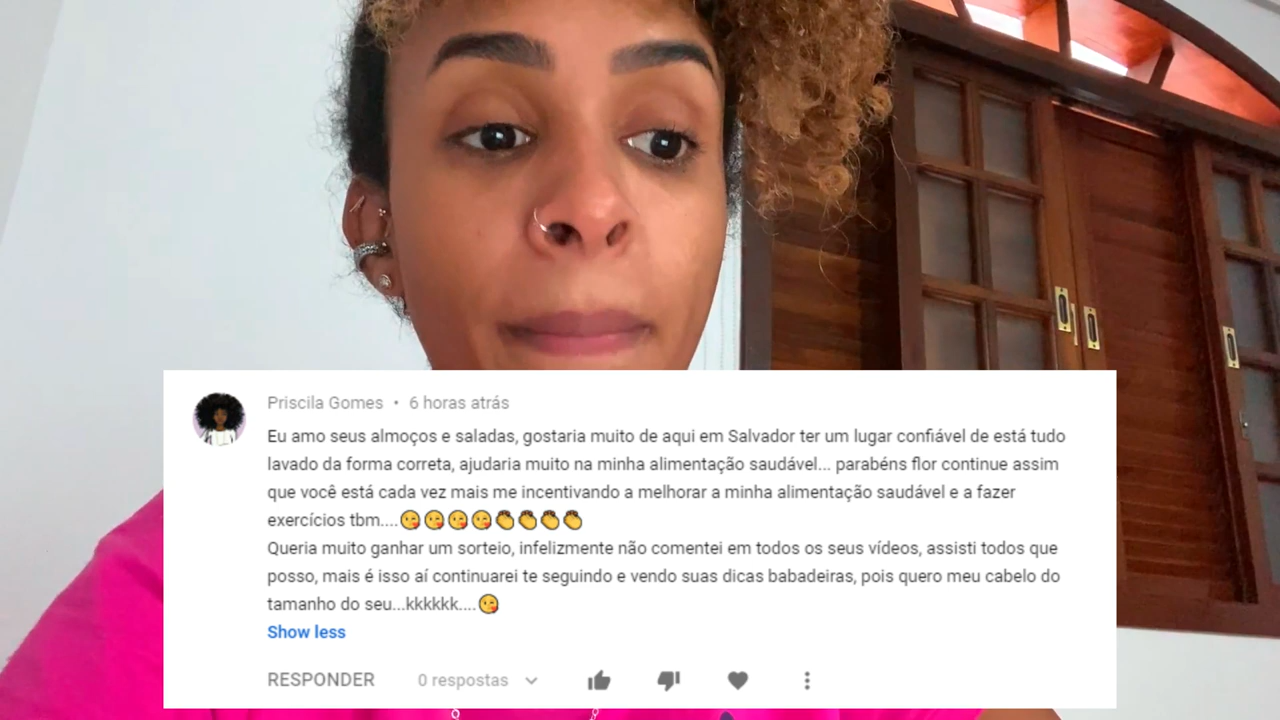 Priscila Gomes • 6 horas atrás
Eu amo seus almoços e saladas, gostaria muito de aqui em Salvador ter um lugar confiável de está tudo
lavado da forma correta, ajudaria muito na minha alimentação saudável... parabéns flor continue assim
que você está cada vez mais me incentivando a melhorar a minha alimentação saudável e a fazer
exercícios tbm....😘😘😘😘👏👏👏👏
Queria muito ganhar um sorteio, infelizmente não comentei em todos os seus vídeos, assisti todos que
posso, mais é isso aí continuarei te seguindo e vendo suas dicas babadeiras, pois quero meu cabelo do
tamanho do seu...kkkkkk....😘
Show less
RESPONDER 0 respostas